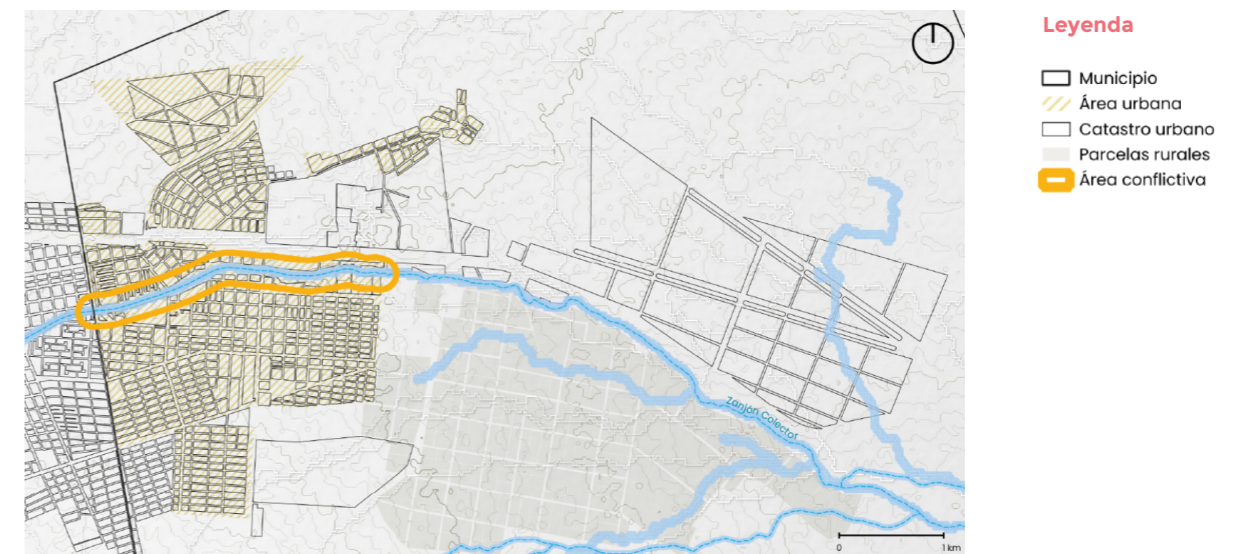 Leyenda
Municipio
Área urbana
Catastro urbano
Parcelas rurales
Área conflictiva
Zanjón Colector
0 1 km